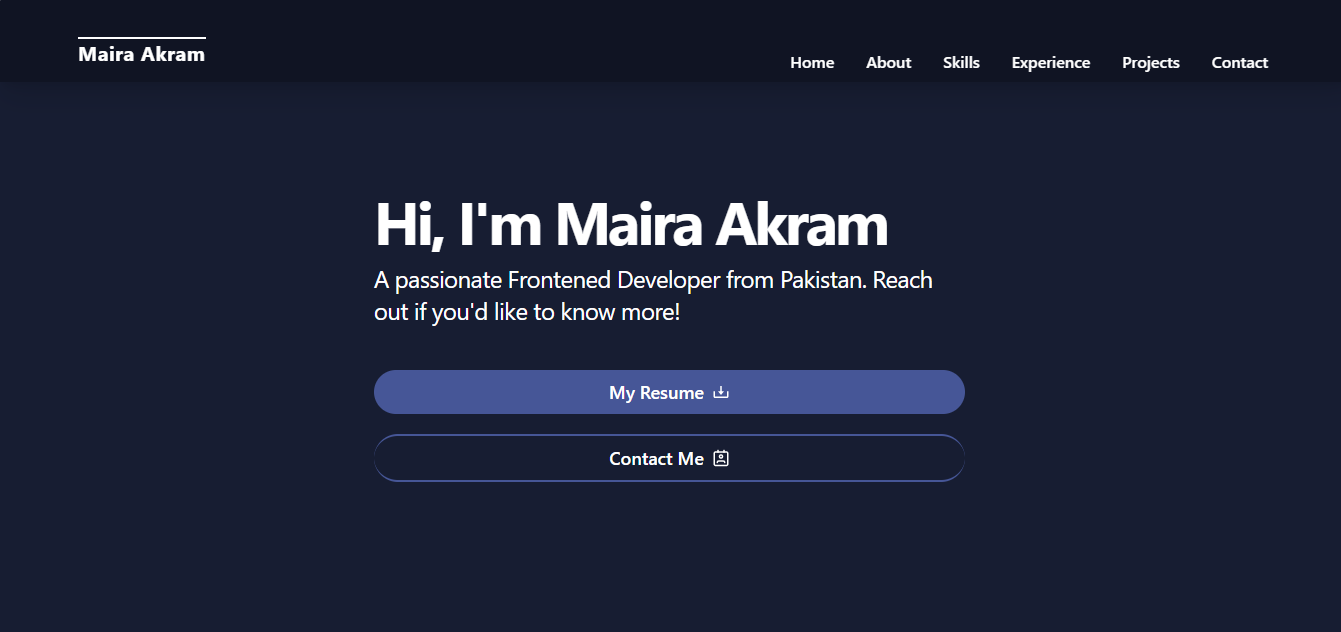 Maira Akram
Home About Skills Experience Projects Contact
Hi, I'm Maira Akram
A passionate Frontened Developer from Pakistan. Reach
out if you'd like to know more!
My Resume
Contact Me